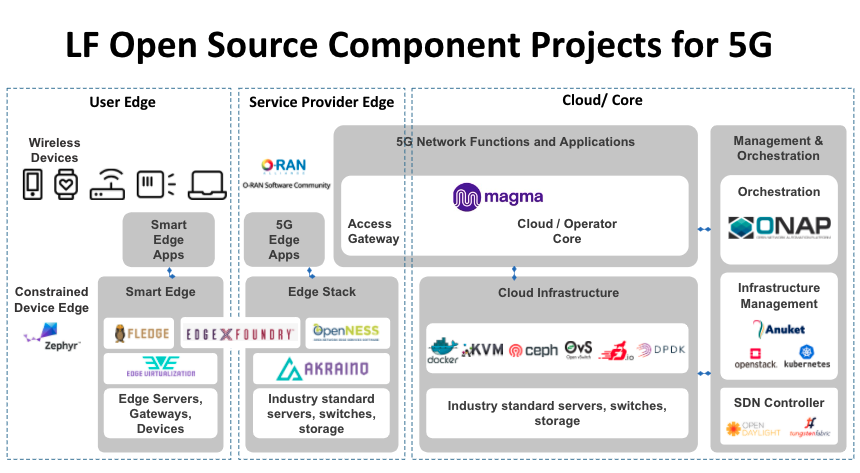 LF Open Source Component Projects for 5G
User Edge
Service Provider Edge
Cloud/ Core
Wireless
Devices
O-RAN
ALLIANCE
O-RAN Software Community
5G Network Functions and Applications
magma
Access
Gateway
Cloud / Operator
Core
Management &
Orchestration
Orchestration
ONAP
Smart
Edge
Apps
5G
Edge
Apps
Constrained
Device Edge
Zephyr
Smart Edge
FLEDGE
EDGE X FOUNDRY
EDGE VIRTUALIZATION
Edge Servers,
Gateways,
Devices
Edge Stack
OpenNESS
AKRAINO
Industry standard
servers, switches,
storage
Cloud Infrastructure
docker
KVM
ceph
OvS
Open vSwitch
FD.io
DPDK
Industry standard servers, switches,
storage
Infrastructure
Management
Anuket
openstack.
kubernetes
SDN Controller
OPEN
DAYLIGHT
tungstenfabric